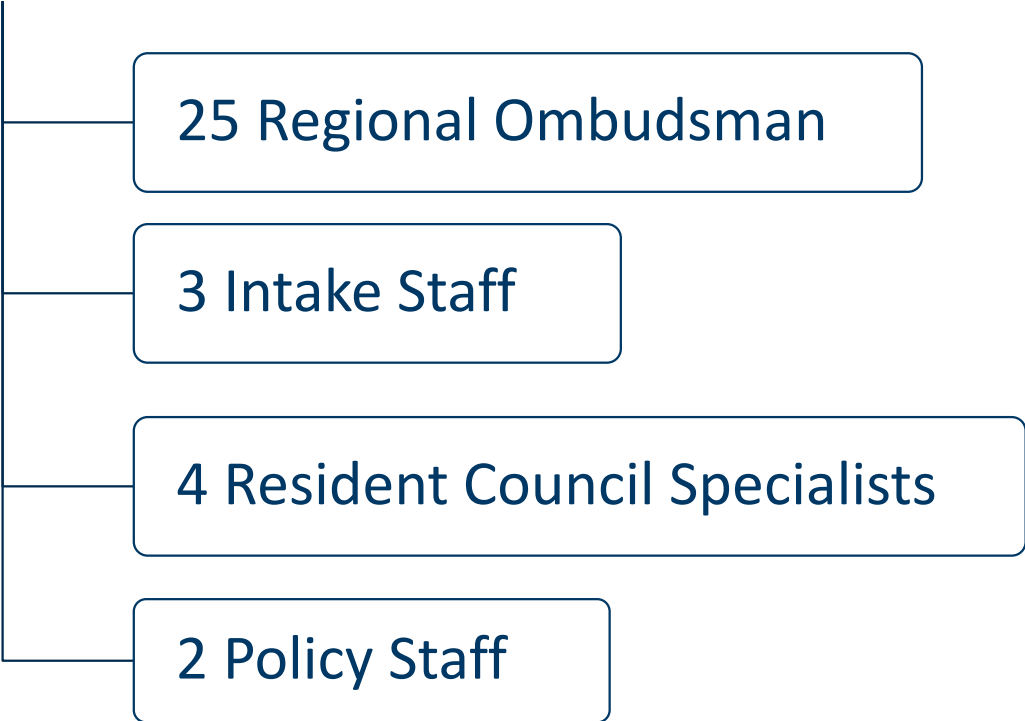 25 Regional Ombudsman
3 Intake Staff
4 Resident Council Specialists
2 Policy Staff